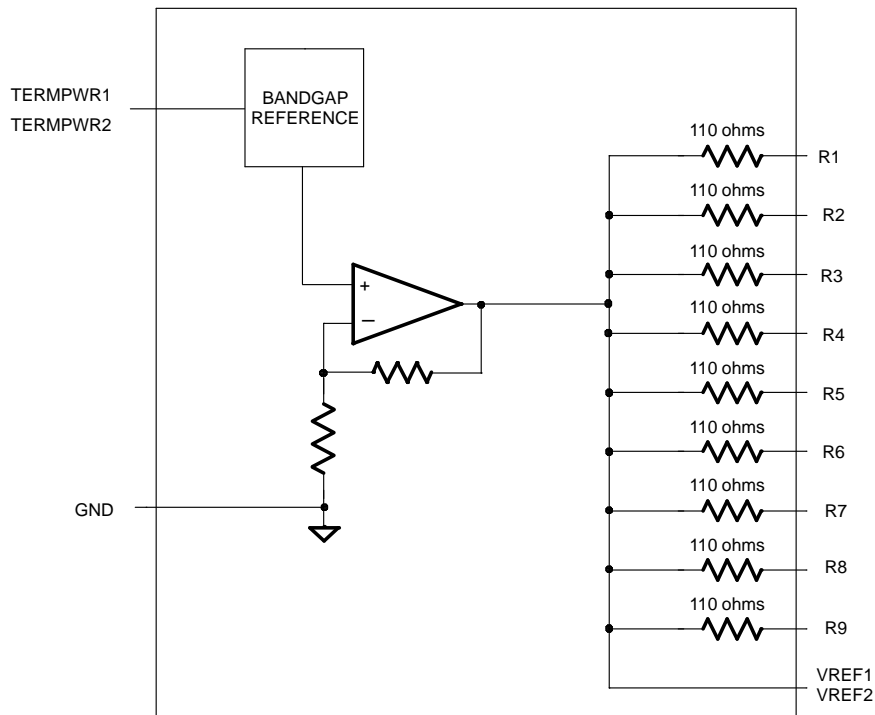 TERMPWR1
TERMPWR2
BANDGAP
REFERENCE
110 ohms
R1
110 ohms
R2
110 ohms
R3
110 ohms
R4
110 ohms
R5
110 ohms
R6
110 ohms
R7
110 ohms
R8
110 ohms
R9
+
−
GND
VREF1
VREF2